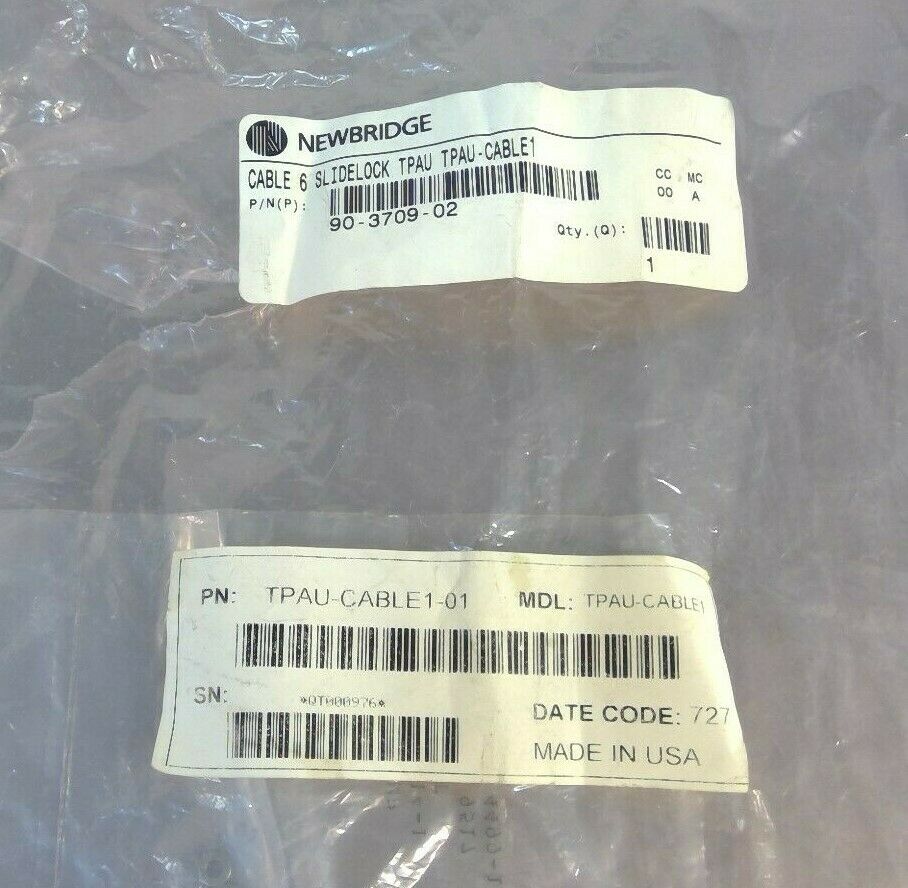 NEWBRIDGE
CABLE 6 SLIDELOCK TPAU TPAU-CABLE1
P/N(P):
90-3709-02
CC MC
00 A
Qty.(Q):
1
PN: TPAU-CABLE1-01 MDL: TPAU-CABLE1
SN: *QT000976*
DATE CODE: 727
MADE IN USA